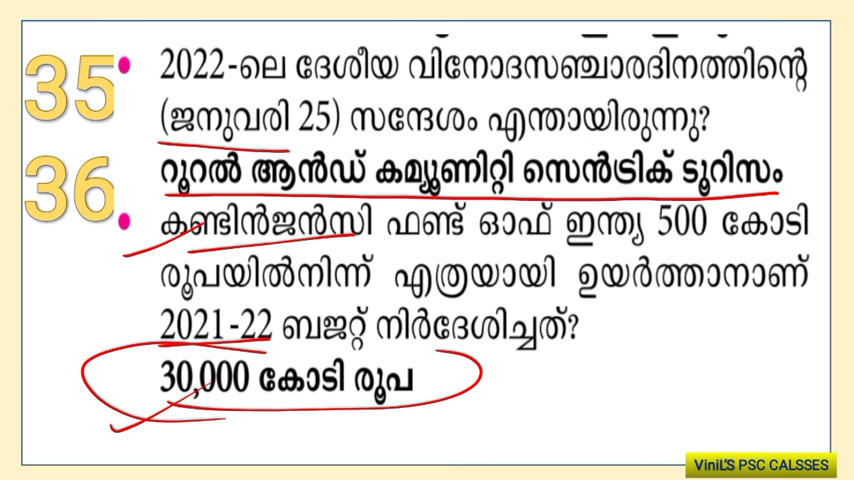 35 • 2022-ലെ ദേശീയ വിനോദസഞ്ചാരദിനത്തിന്റെ
(ജനുവരി 25) സന്ദേശം എന്തായിരുന്നു?
36 റൂറൽ ആൻഡ് കമ്യൂണിറ്റി സെൻട്രിക് ടൂറിസം
• കണ്ടിൻജൻസി ഫണ്ട് ഓഫ് ഇന്ത്യ 500 കോടി
രൂപയിൽനിന്ന് എത്രയായി ഉയർത്താനാണ്
2021-22 ബജറ്റ് നിർദേശിച്ചത്?
30,000 കോടി രൂപ
ViniL'S PSC CALSSES